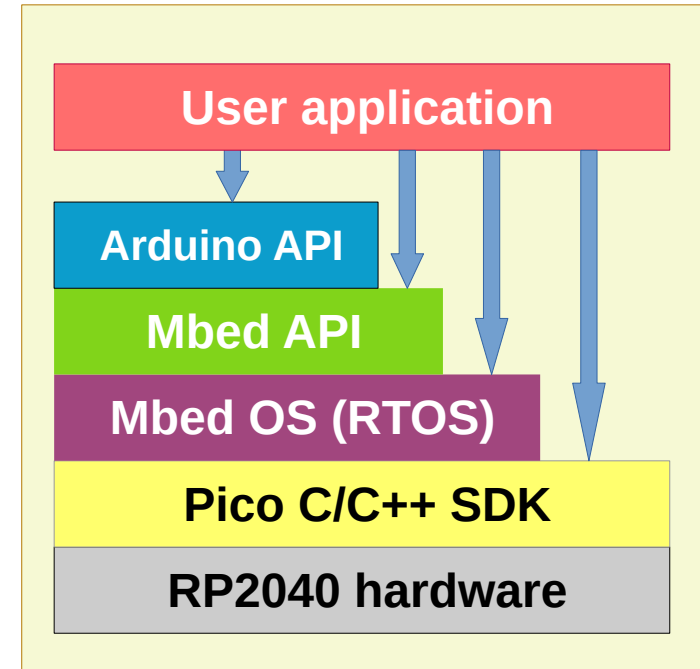 User application
Arduino API
Mbed API
Mbed OS (RTOS)
Pico C/C++ SDK
RP2040 hardware